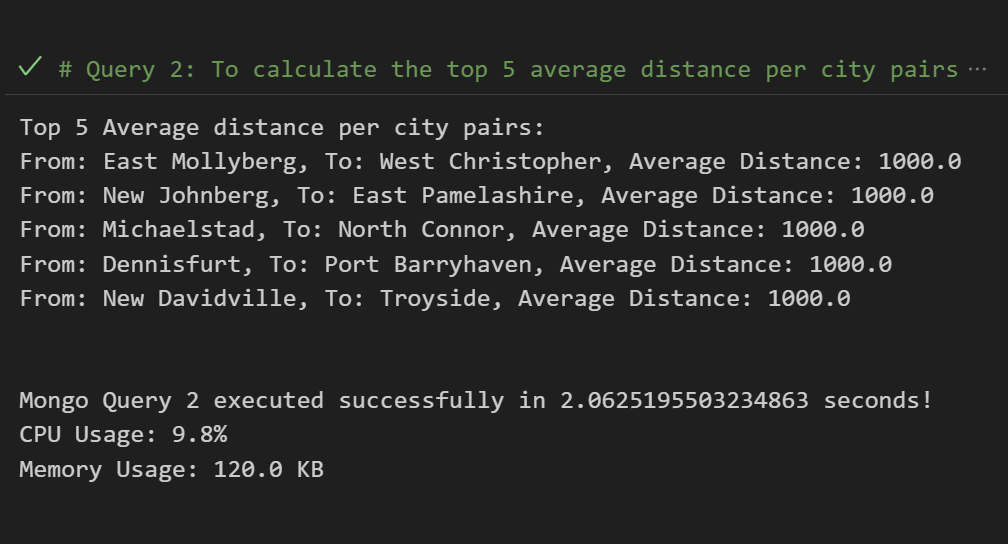 ✓ # Query 2: To calculate the top 5 average distance per city pairs ···
Top 5 Average distance per city pairs:
From: East Mollyberg, To: West Christopher, Average Distance: 1000.0
From: New Johnberg, To: East Pamelashire, Average Distance: 1000.0
From: Michaelstad, To: North Connor, Average Distance: 1000.0
From: Dennisfurt, To: Port Barryhaven, Average Distance: 1000.0
From: New Davidville, To: Troyside, Average Distance: 1000.0
Mongo Query 2 executed successfully in 2.0625195503234863 seconds!
CPU Usage: 9.8%
Memory Usage: 120.0 KB